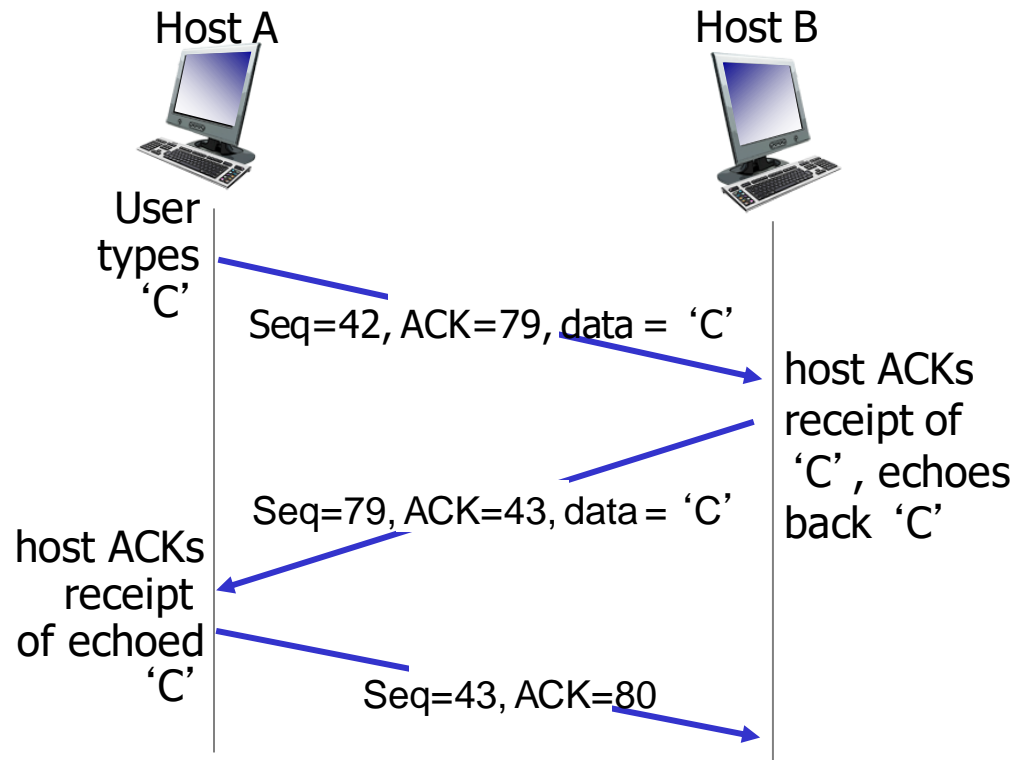 Host A
Host B
User
types
‘C’
Seq=42, ACK=79, data = ‘C’
host ACKs
receipt of
‘C’, echoes
back ‘C’
Seq=79, ACK=43, data = ‘C’
host ACKs
receipt
of echoed
‘C’
Seq=43, ACK=80